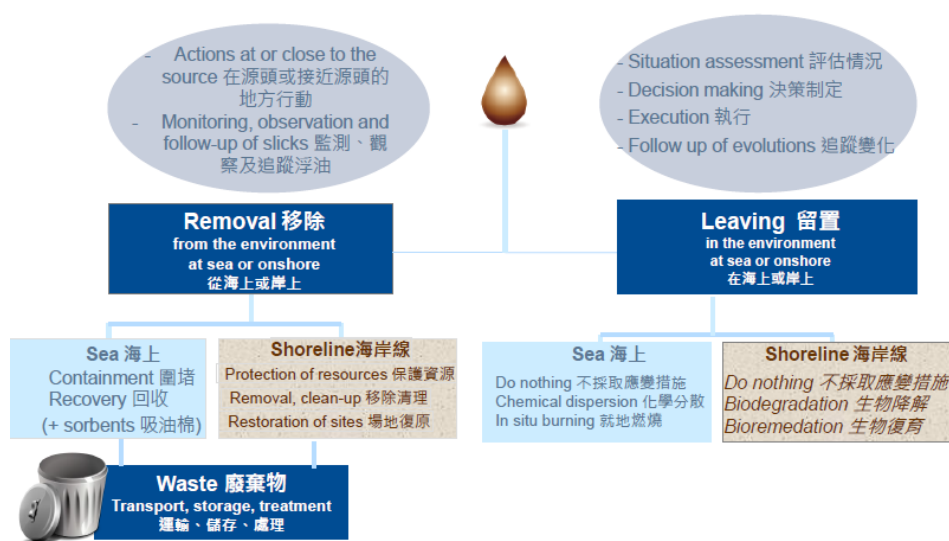 - Actions at or close to the
source 在源頭或接近源頭的
地方行動
- Monitoring, observation and
follow-up of slicks 監測、觀
察及追蹤浮油
- Situation assessment 評估情況
- Decision making 決策制定
- Execution 執行
- Follow up of evolutions 追蹤變化
Removal 移除
from the environment
at sea or onshore
從海上或岸上
Leaving 留置
in the environment
at sea or onshore
在海上或岸上
Sea 海上
Containment 圍堵
Recovery 回收
(+ sorbents 吸油棉)
Shoreline海岸線
Protection of resources 保護資源
Removal, clean-up 移除清理
Restoration of sites 場地復原
Sea 海上
Do nothing 不採取應變措施
Chemical dispersion 化學分散
In situ burning 就地燃燒
Shoreline 海岸線
Do nothing 不採取應變措施
Biodegradation 生物降解
Bioremedation 生物復育
Waste 廢棄物
Transport, storage, treatment
運輸、儲存、處理